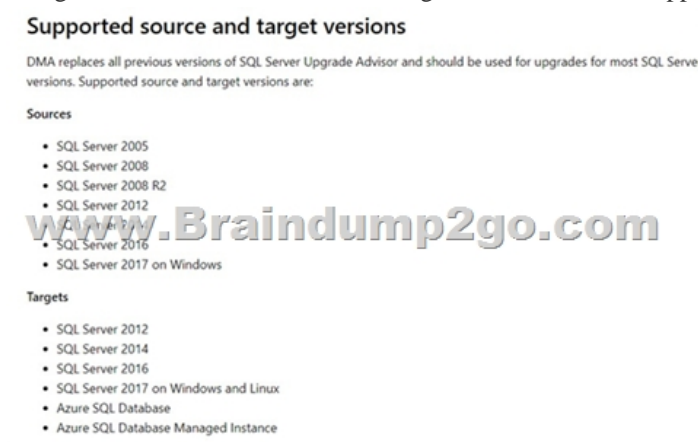 Supported source and target versions
DMA replaces all previous versions of SQL Server Upgrade Advisor and should be used for upgrades for most SQL Serve
versions. Supported source and target versions are:
Sources
• SQL Server 2005
• SQL Server 2008
• SQL Server 2008 R2
• SQL Server 2012
www.Braindump2go.com
• SQL Server 2016
• SQL Server 2017 on Windows
Targets
• SQL Server 2012
• SQL Server 2014
• SQL Server 2016
• SQL Server 2017 on Windows and Linux
• Azure SQL Database
• Azure SQL Database Managed Instance